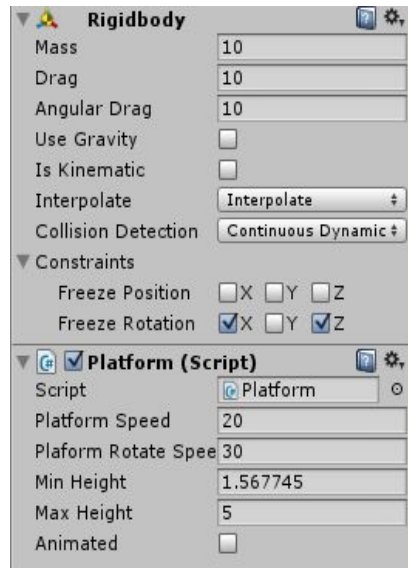 Rigidbody
Mass 10
Drag 10
Angular Drag 10
Use Gravity
Is Kinematic
Interpolate Interpolate
Collision Detection Continuous Dynamic
Constraints
Freeze Position X Y Z
Freeze Rotation X Y Z
Platform (Script)
Script Platform
Platform Speed 20
Plaform Rotate Spee 30
Min Height 1.567745
Max Height 5
Animated